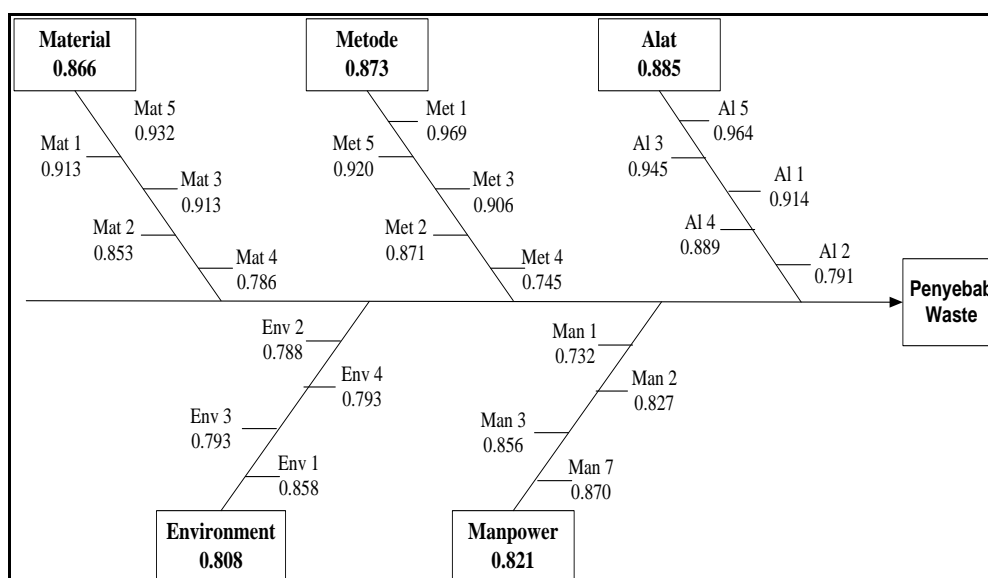 Material
0.866
Metode
0.873
Alat
0.885
Mat 5
0.932
Mat 1
0.913
Mat 3
0.913
Mat 2
0.853
Mat 4
0.786
Met 1
0.969
Met 5
0.920
Met 3
0.906
Met 2
0.871
Met 4
0.745
Al 5
0.964
Al 3
0.945
Al 1
0.914
Al 4
0.889
Al 2
0.791
Penyebab
Waste
Env 2
0.788
Env 4
0.793
Env 3
0.793
Env 1
0.858
Man 1
0.732
Man 2
0.827
Man 3
0.856
Man 7
0.870
Environment
0.808
Manpower
0.821